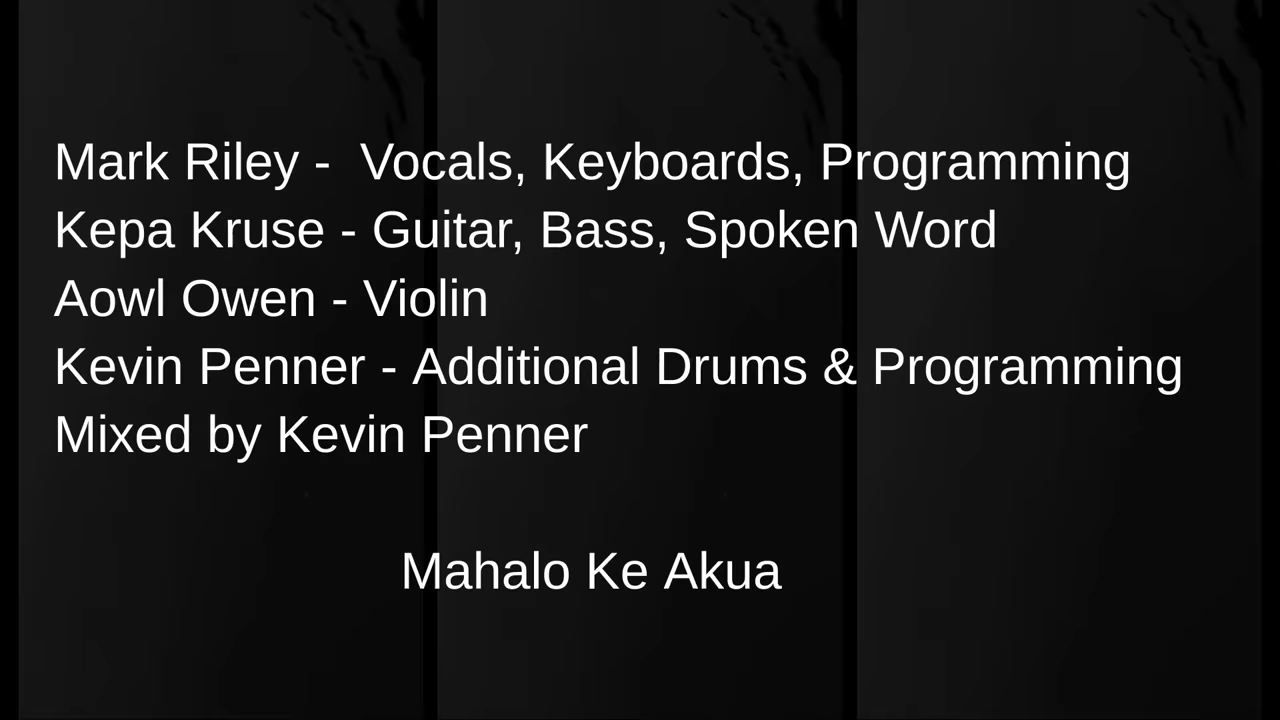 Mark Riley -  Vocals, Keyboards, Programming
Kepa Kruse - Guitar, Bass, Spoken Word
Aowl Owen - Violin
Kevin Penner - Additional Drums & Programming
Mixed by Kevin Penner
Mahalo Ke Akua